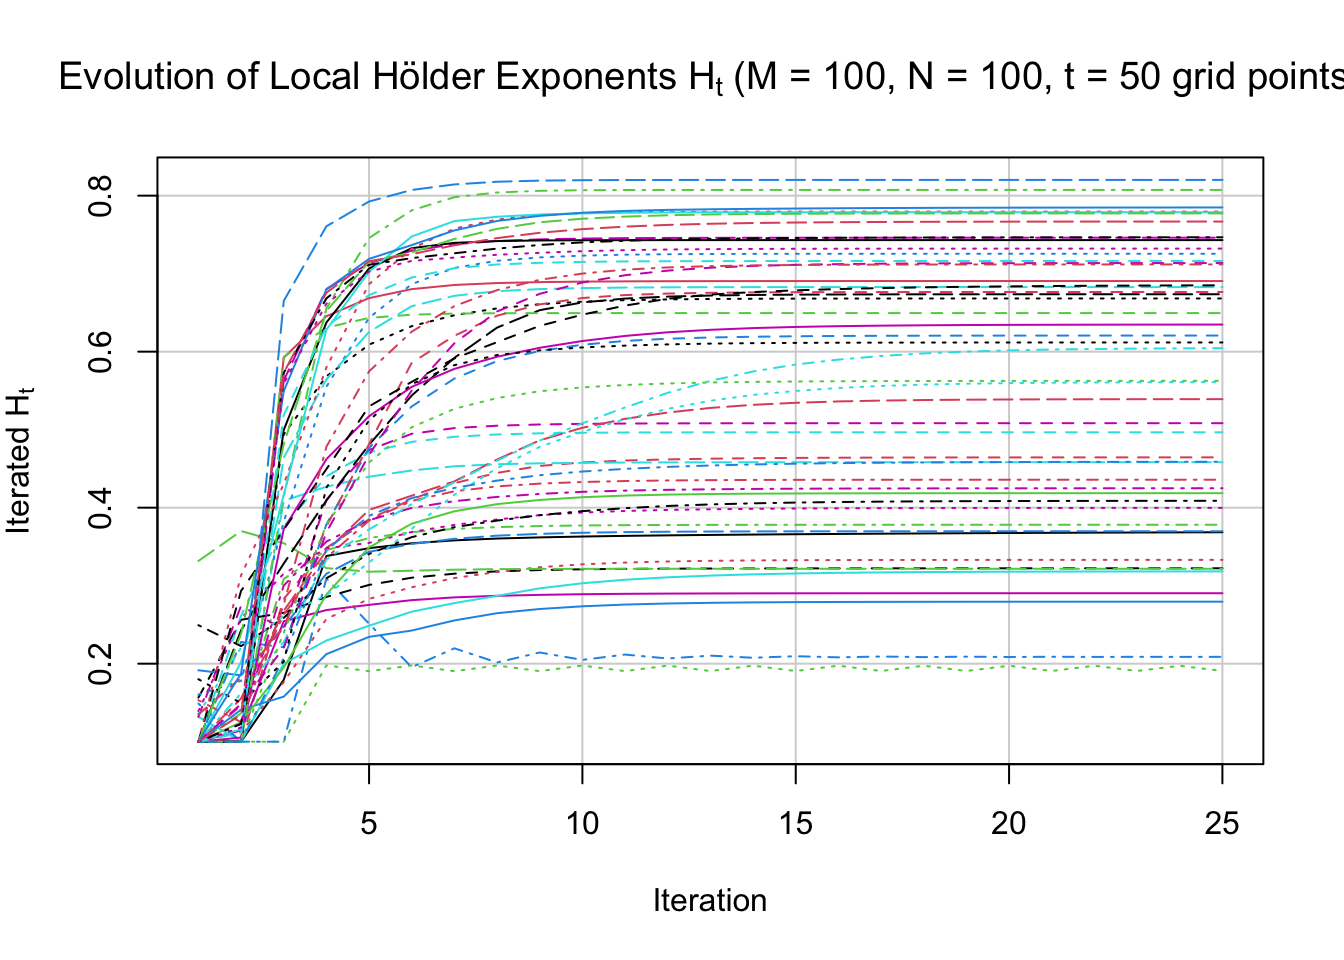 Evolution of Local Hölder Exponents Ht (M = 100, N = 100, t = 50 grid points
0.8
0.6
0.4
0.2
Iterated Ht
5 10 15 20 25
Iteration